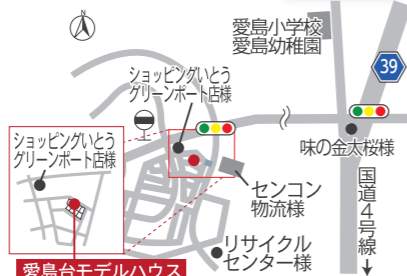 N
愛島小学校
愛島幼稚園
39
ショッピングいとう
グリーンポート店様
ショッピングいとう
グリーンポート店様
味の金太桜様
センコン
物流様
国道4号線
リサイクル
センター様
愛島台モデルハウス